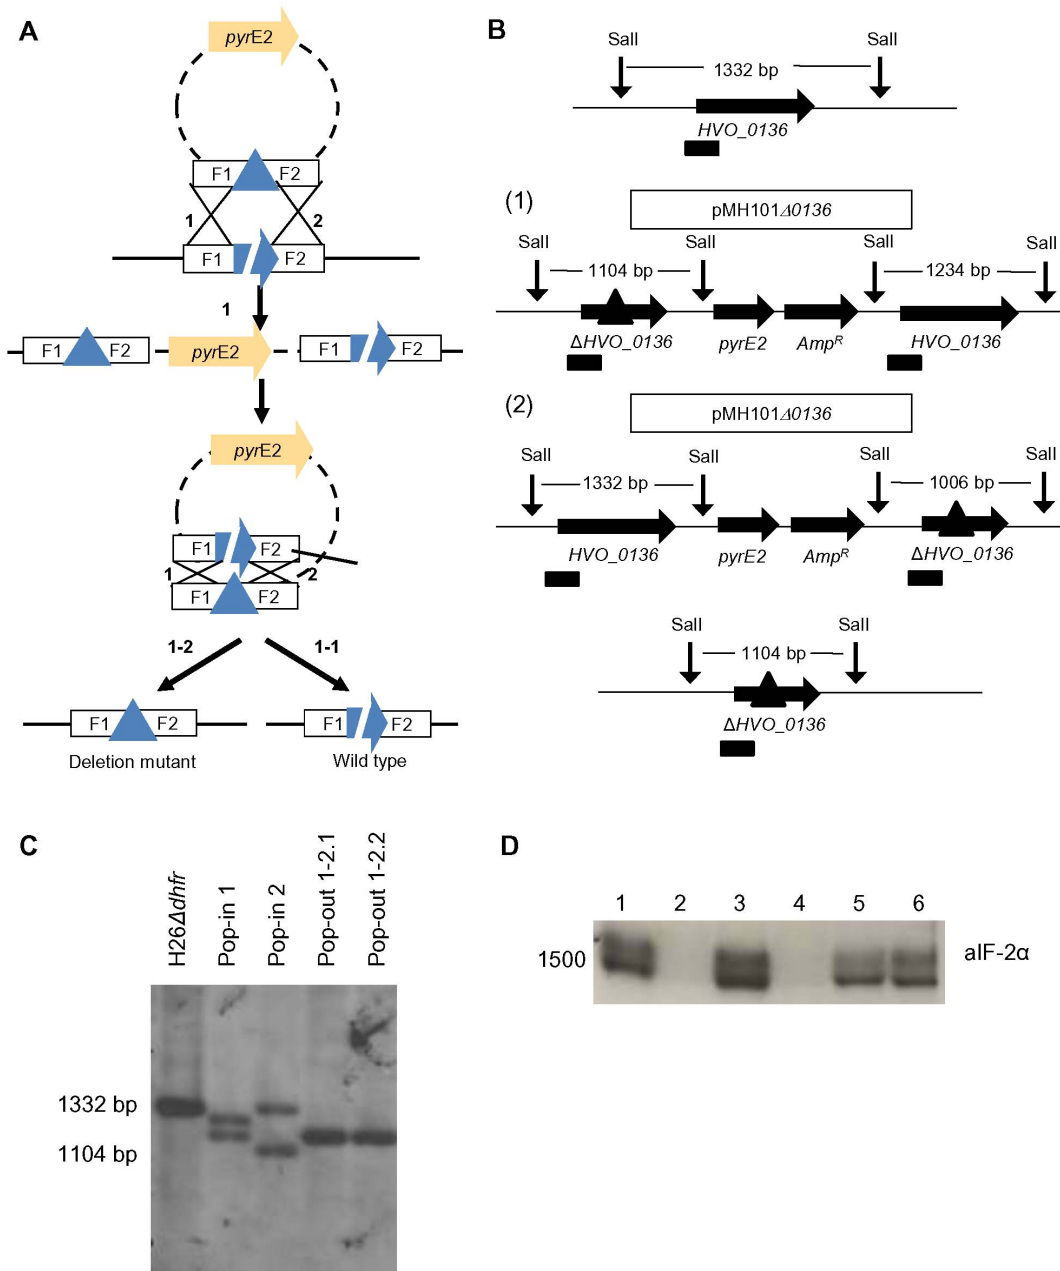 A
pyrE2
F1 F2
1 2
F1 F2
1
F1 F2 pyrE2 F1 F2
pyrE2
F1 F2
1 2
F1 F2
1-2 1-1
F1 F2 F1 F2
Deletion mutant Wild type
B
SalI SalI
1332 bp
HVO_0136
(1)
pMH101Δ0136
SalI SalI SalI SalI
1104 bp 1234 bp
ΔHVO_0136 pyrE2 Amp^R HVO_0136
(2)
pMH101Δ0136
SalI SalI SalI SalI
1332 bp 1006 bp
HVO_0136 pyrE2 Amp^R ΔHVO_0136
SalI SalI
1104 bp
ΔHVO_0136
C
H26Δdhfr
Pop-in 1
Pop-in 2
Pop-out 1-2.1
Pop-out 1-2.2
1332 bp
1104 bp
D
1 2 3 4 5 6
1500 aIF-2α